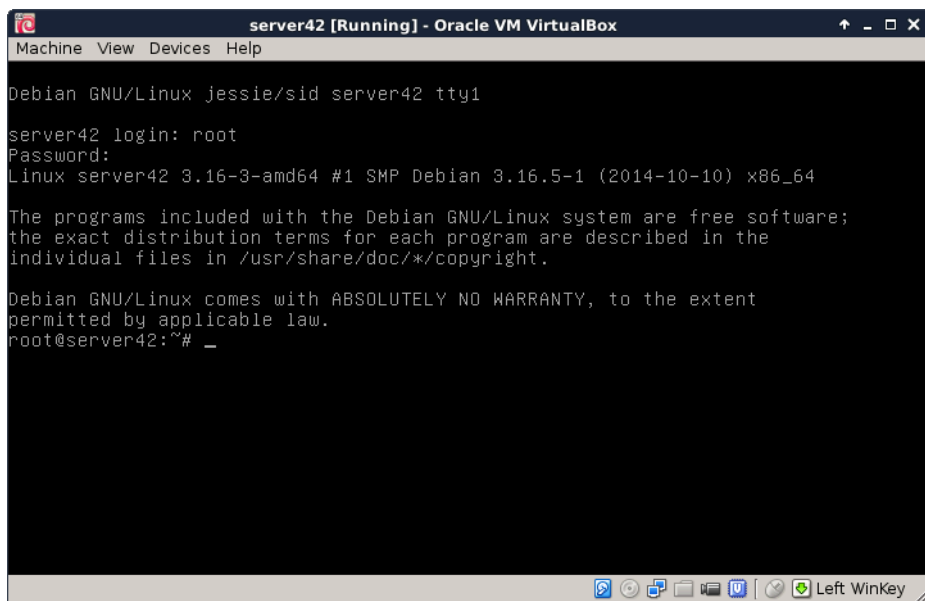 server42 [Running] - Oracle VM VirtualBox
Machine View Devices Help
Debian GNU/Linux jessie/sid server42 tty1
server42 login: root
Password:
Linux server42 3.16-3-amd64 #1 SMP Debian 3.16.5-1 (2014-10-10) x86_64
The programs included with the Debian GNU/Linux system are free software;
the exact distribution terms for each program are described in the
individual files in /usr/share/doc/*/copyright.
Debian GNU/Linux comes with ABSOLUTELY NO WARRANTY, to the extent
permitted by applicable law.
root@server42:~# _
Left WinKey